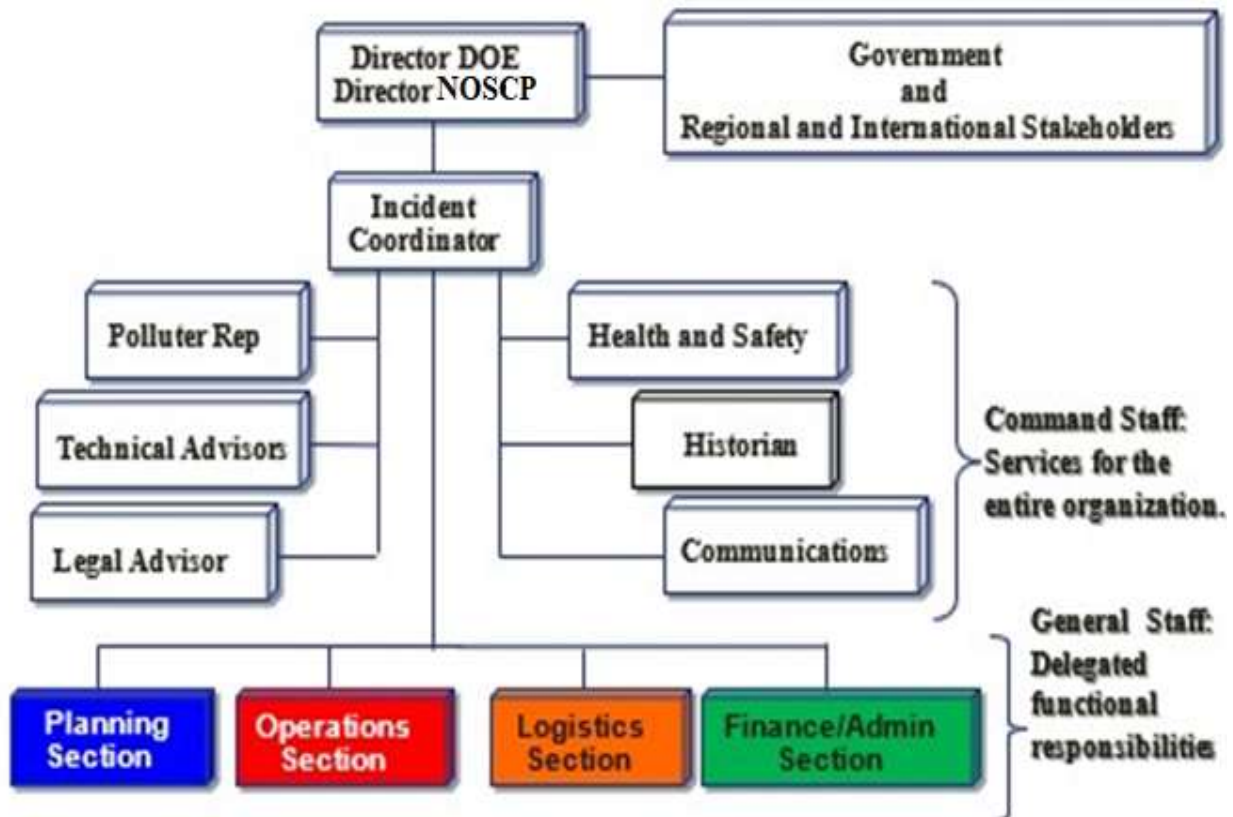 Director DOE
Director NOSCP
Government
and
Regional and International Stakeholders
Incident
Coordinator
Polluter Rep
Health and Safety
Technical Advisors
Historian
Legal Advisor
Communications
Command Staff:
Services for the
entire organization.
General Staff:
Delegated
functional
responsibilities
Planning
Section
Operations
Section
Logistics
Section
Finance/Admin
Section